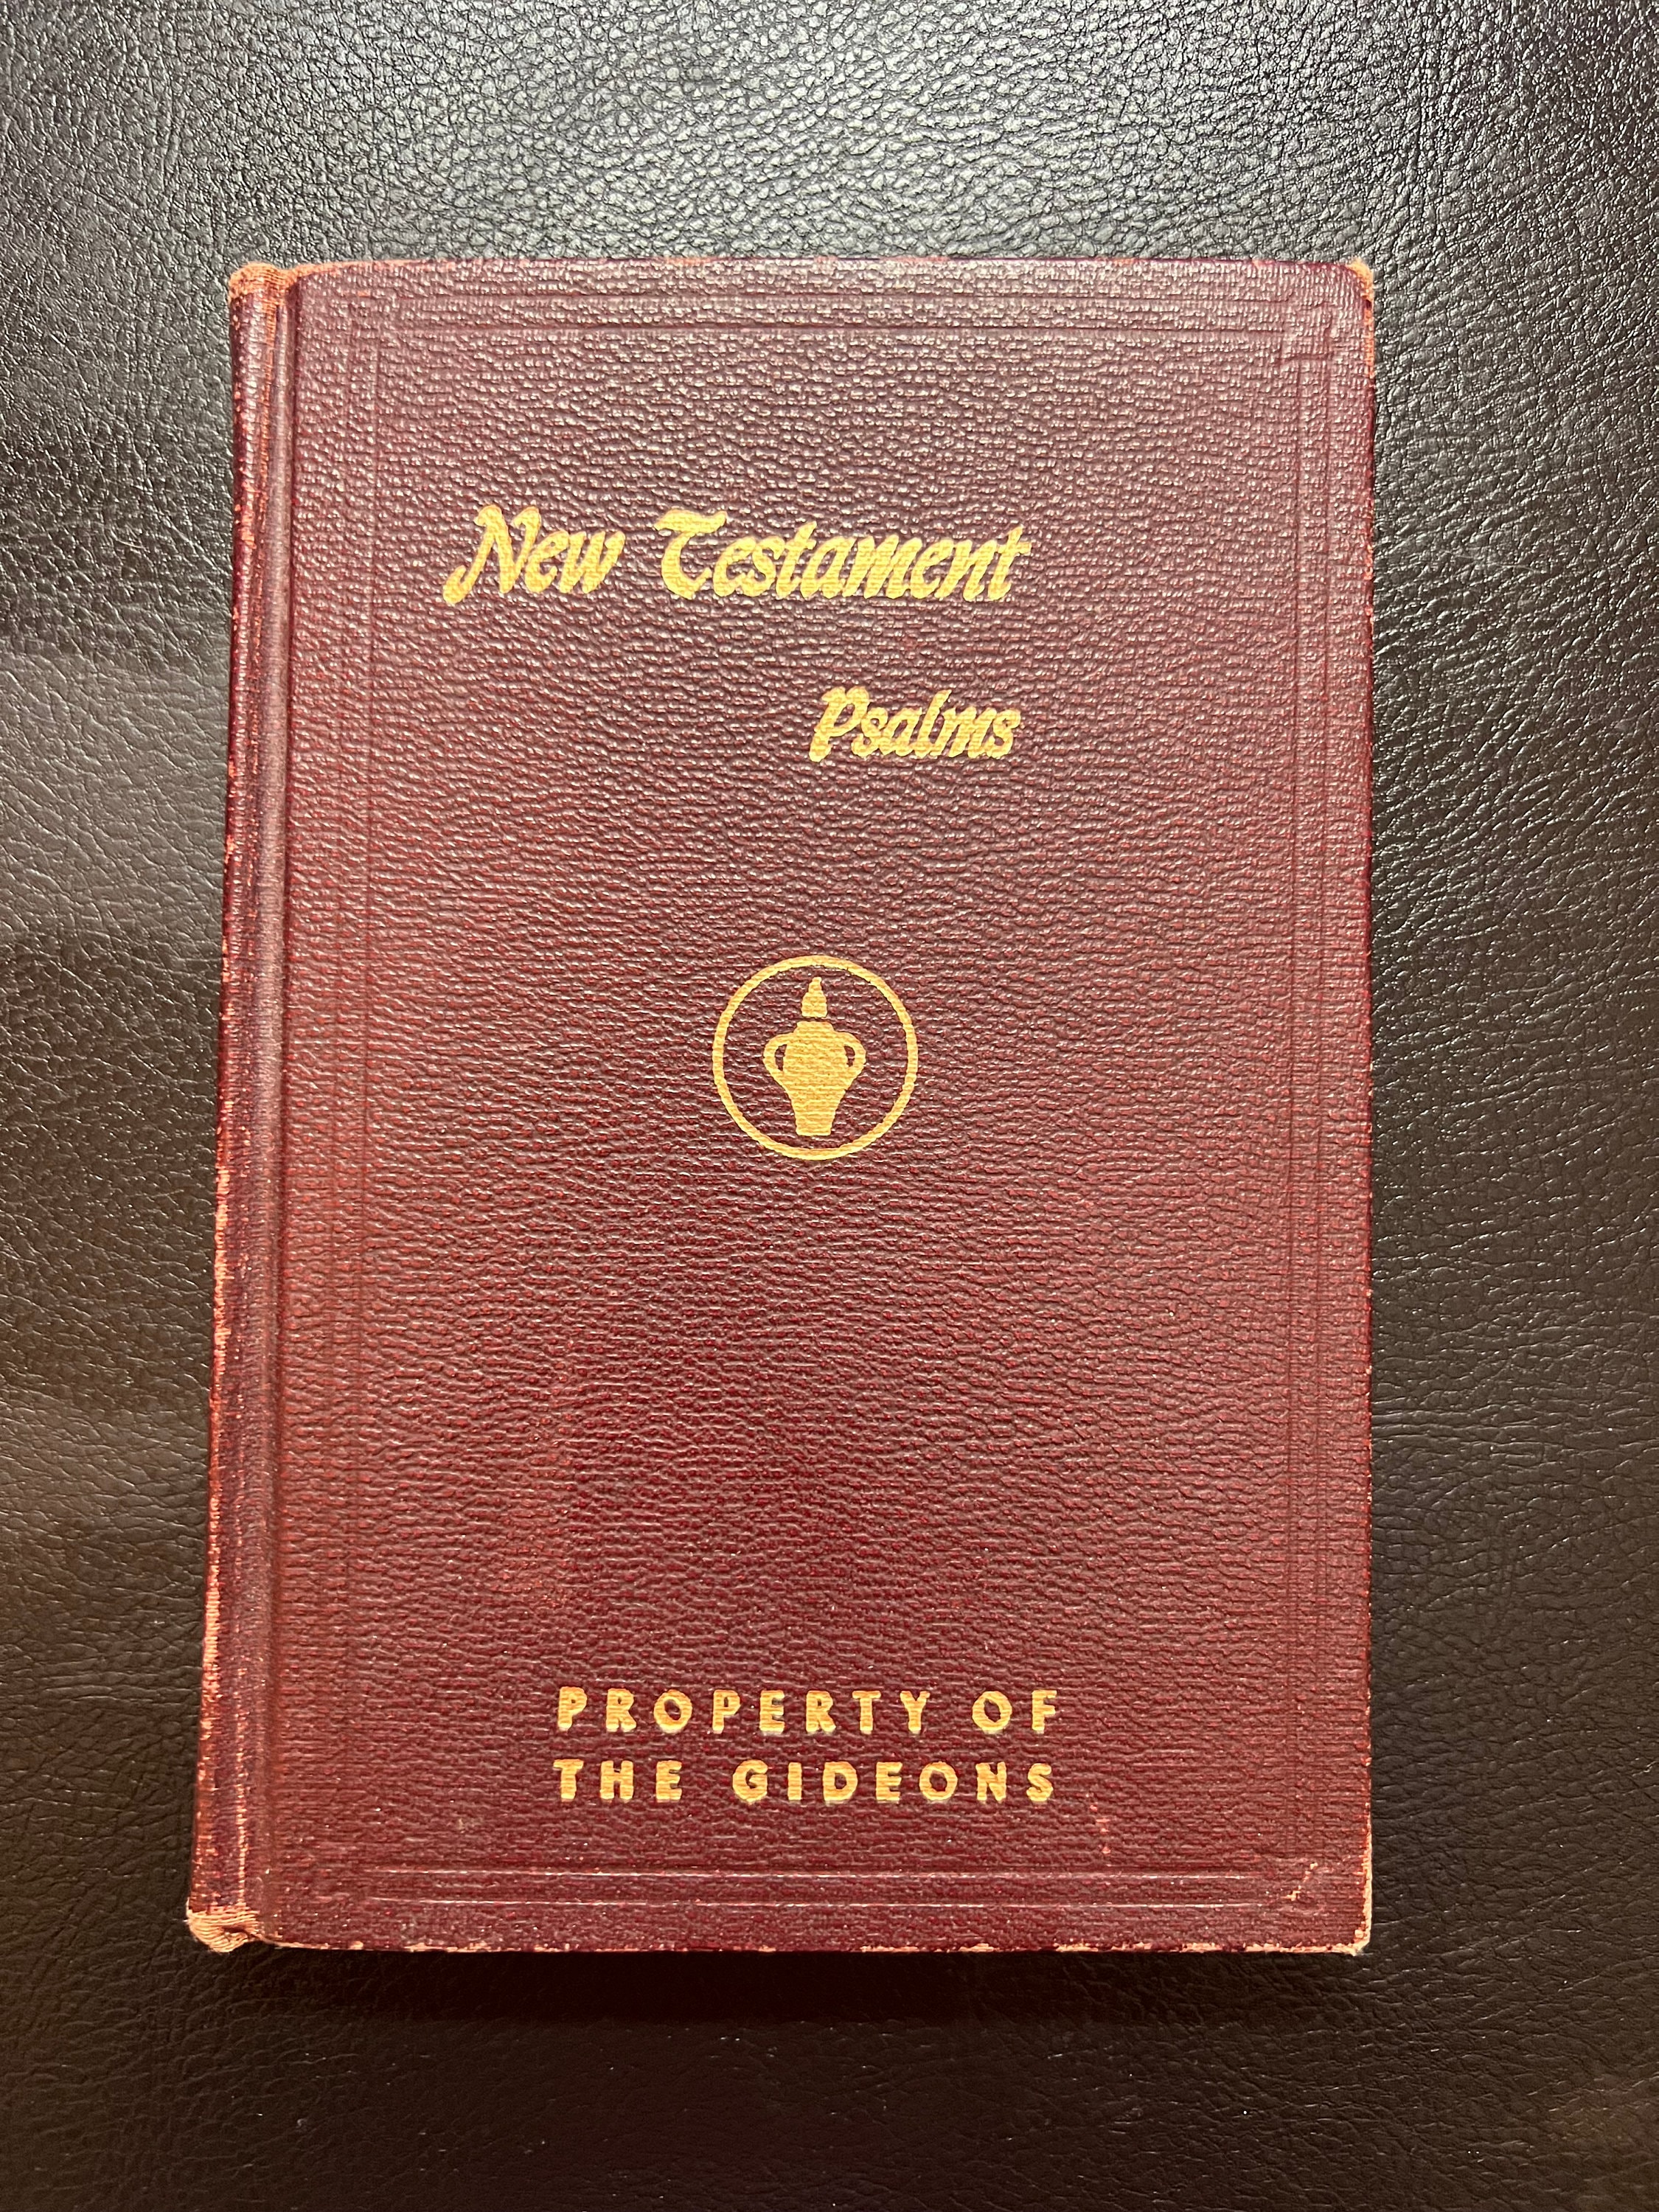 New Testament
Psalms
PROPERTY OF
THE GIDEONS